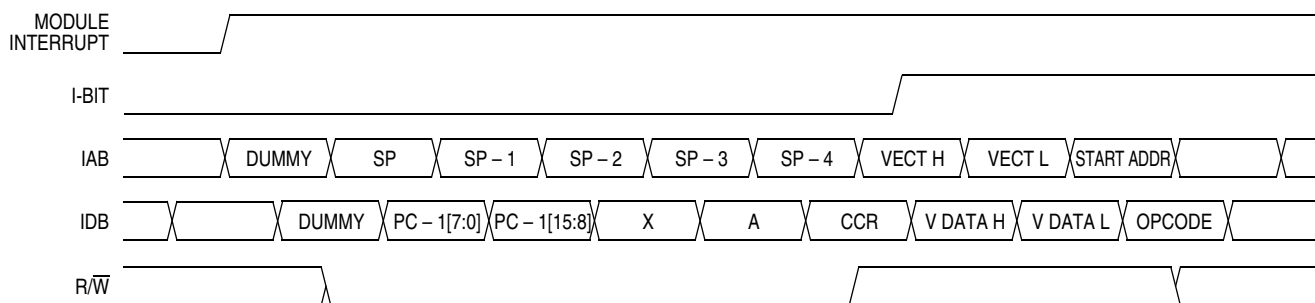 MODULE
INTERRUPT
I-BIT
IAB DUMMY SP SP – 1 SP – 2 SP – 3 SP – 4 VECT H VECT L START ADDR
IDB DUMMY PC – 1[7:0] PC – 1[15:8] X A CCR V DATA H V DATA L OPCODE
R/W̅